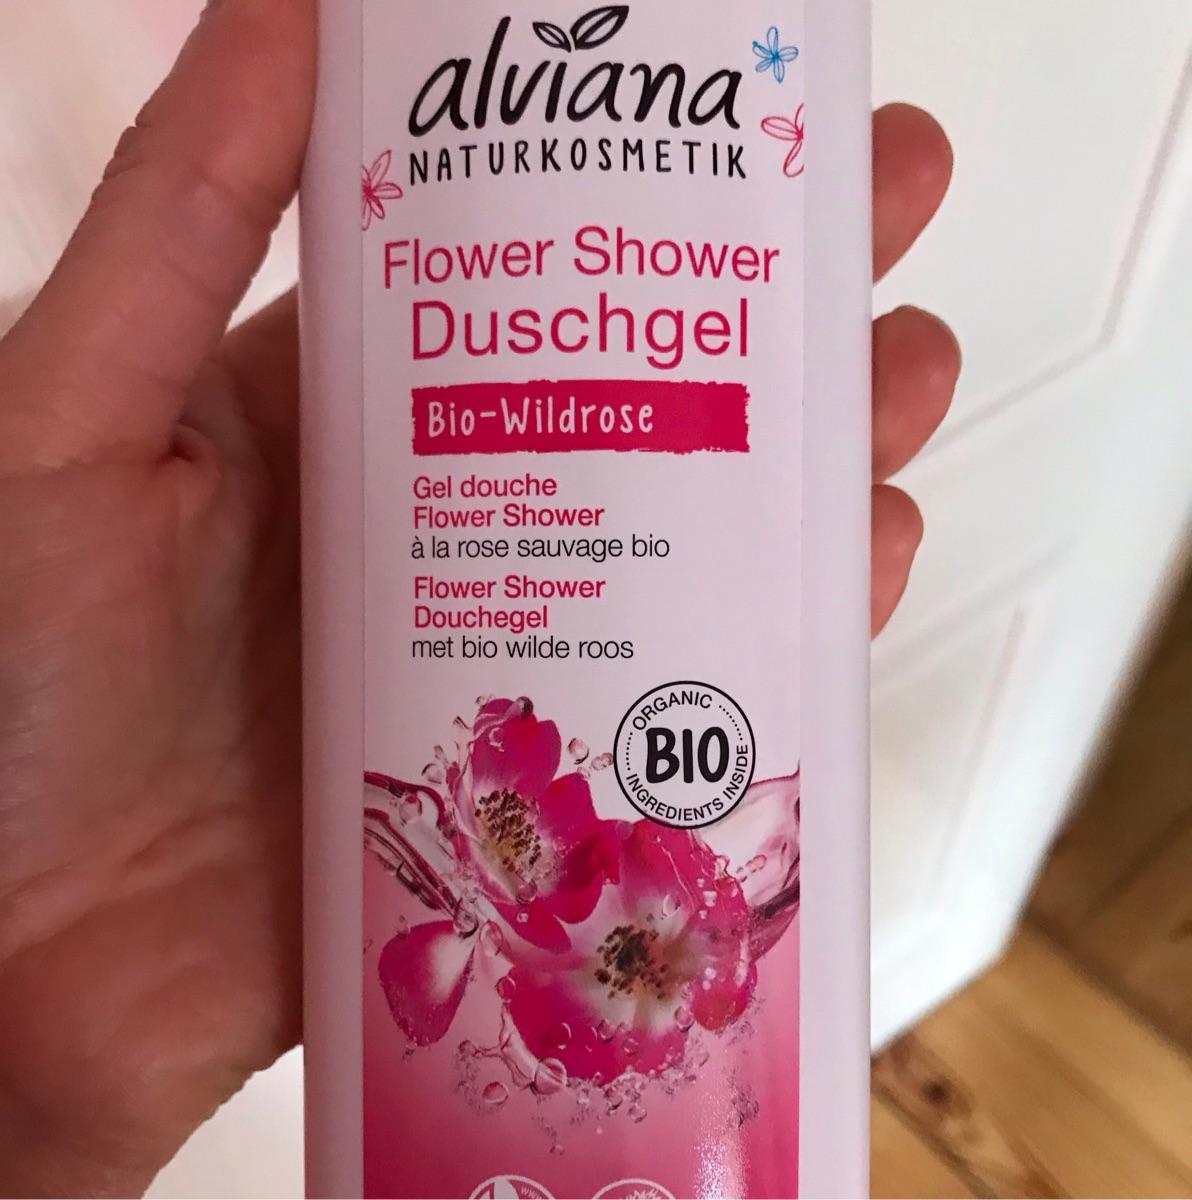 alviana
NATURKOSMETIK
Flower Shower
Duschgel
Bio-Wildrose
Gel douche
Flower Shower
à la rose sauvage bio
Flower Shower
Douchegel
met bio wilde roos
ORGANIC
BIO
INGREDIENTS INSIDE